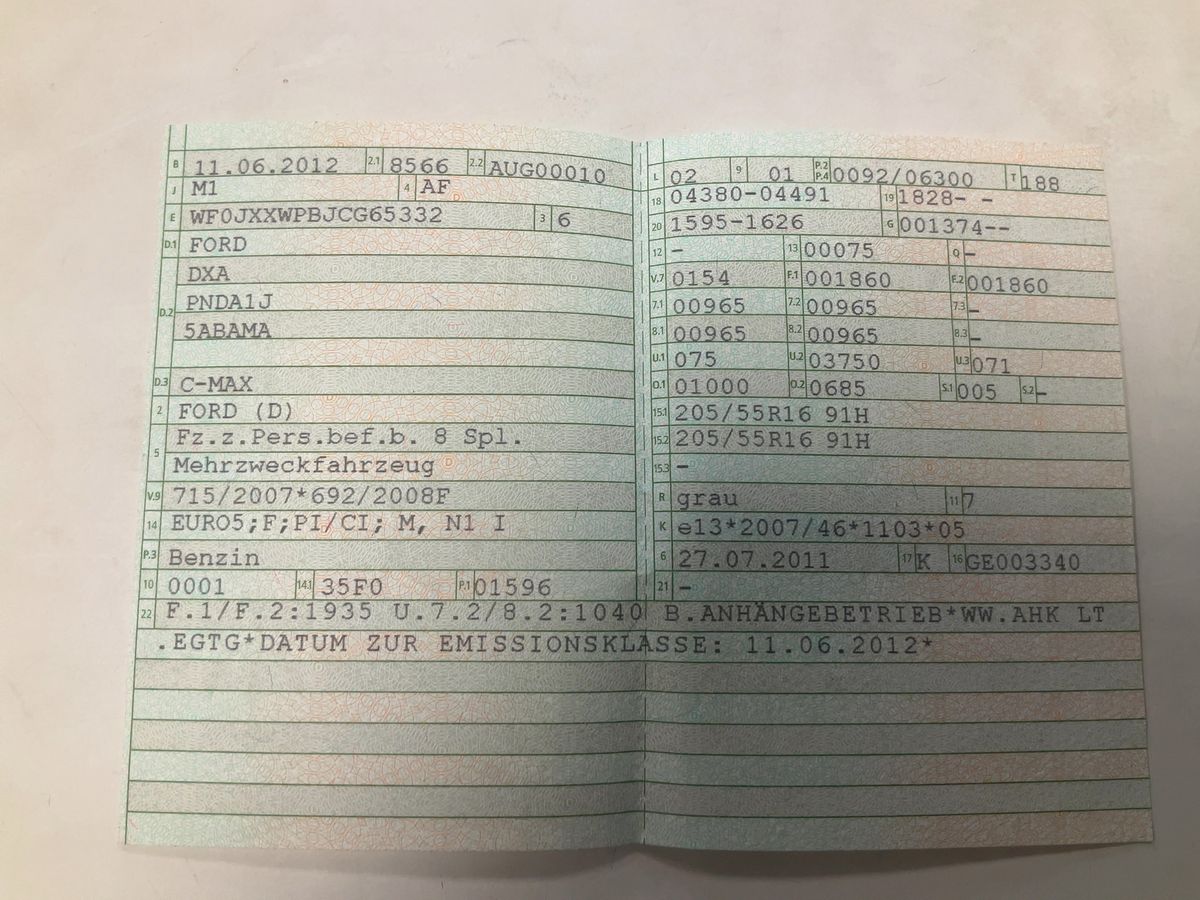 B 11.06.2012 2.1 8566 2.2 AUG00010
J M1 4 AF
E WF0JXXWPBJCG65332 3 6
D.1 FORD
DXA
D.2 PNDA1J
5ABAMA
D.3 C-MAX
2 FORD (D)
5 Fz.z.Pers.bef.b. 8 Spl.
Mehrzweckfahrzeug
V.9 715/2007*692/2008F
14 EURO5;F;PI/CI; M, N1 I
P.3 Benzin
10 0001 14.1 35F0 P.1 01596
L 02 9 01 P.2 P.4 0092/06300 T 188
18 04380-04491 19 1828- -
20 1595-1626 G 001374--
12 - 13 00075 Q -
V.7 0154 F.1 001860 F.2 001860
7.1 00965 7.2 00965 7.3 -
8.1 00965 8.2 00965 8.3 -
U.1 075 U.2 03750 U.3 071
O.1 01000 O.2 0685 S.1 005 S.2 -
15.1 205/55R16 91H
15.2 205/55R16 91H
15.3 -
R grau 11 7
K e13*2007/46*1103*05
6 27.07.2011 17 K 16 GE003340
21 -
22 F.1/F.2:1935 U.7.2/8.2:1040 B.ANHÄNGEBETRIEB*WW.AHK LT
.EGTG*DATUM ZUR EMISSIONSKLASSE: 11.06.2012*